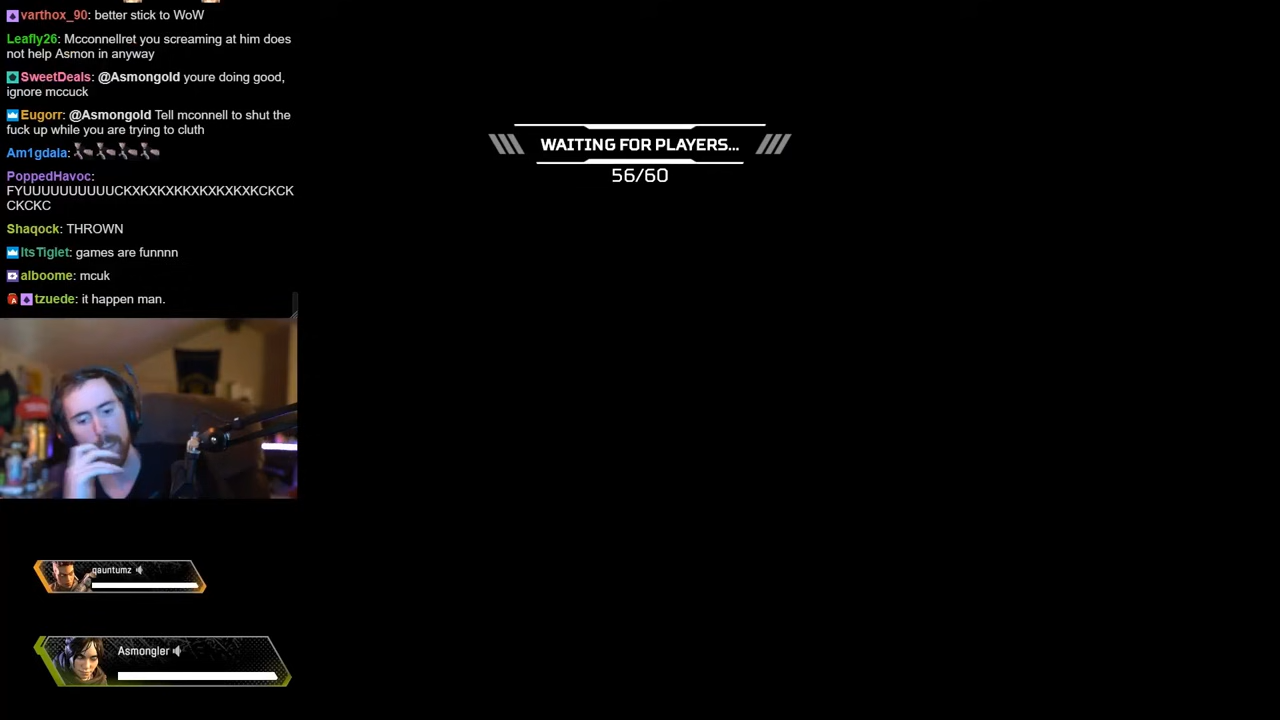 varthox_90: better stick to WoW
Leafly26: Mcconnellret you screaming at him does
not help Asmon in anyway
SweetDeals: @Asmongold youre doing good,
ignore mccuck
Eugorr: @Asmongold Tell mconnell to shut the
fuck up while you are trying to cluth
Am1gdala:
PoppedHavoc:
FYUUUUUUUUUUCKXKXKXKKXKXKXKXKCKCK
CKCKC
Shaqock: THROWN
ItsTiglet: games are funnnn
alboome: mcuk
tzuede: it happen man.
WAITING FOR PLAYERS...
56/60
qauntumz
Asmongler